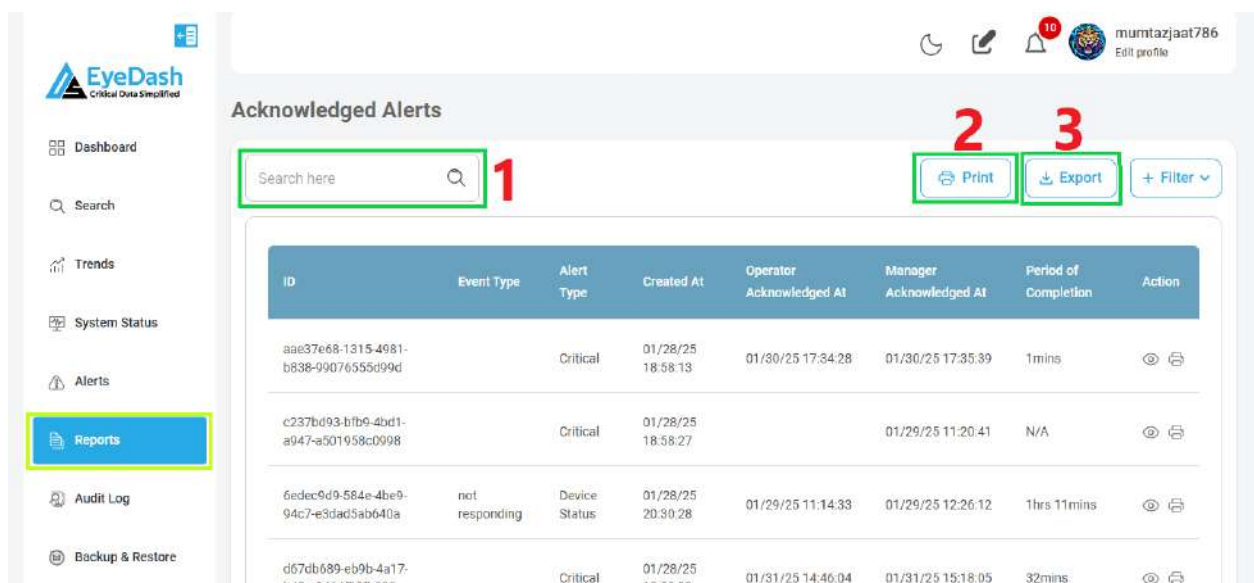 10
mumtazjaat786
Edit profile
EyeDash
Critical Data Simplified
Acknowledged Alerts
2
3
Dashboard
Search here
1
Print
Export
+ Filter
Search
Trends
ID
Event Type
Alert
Type
Created At
Operator
Acknowledged At
Manager
Acknowledged At
Period of
Completion
Action
System Status
aae37e68-1315-4981-
b838-99076555d99d
Critical
01/28/25
18:58:13
01/30/25 17:34:28
01/30/25 17:35:39
1mins
Alerts
c237bd93-bfb9-4bd1-
a947-a501958c0998
Critical
01/28/25
18:58:27
01/29/25 11:20:41
N/A
Reports
Audit Log
6edec9d9-584e-4be9-
94c7-e3dad5ab640a
not
responding
Device
Status
01/28/25
20:30:28
01/29/25 11:14:33
01/29/25 12:26:12
1hrs 11mins
Backup & Restore
d67db689-eb9b-4a17-
Critical
01/28/25
01/31/25 14:46:04
01/31/25 15:18:05
32mins